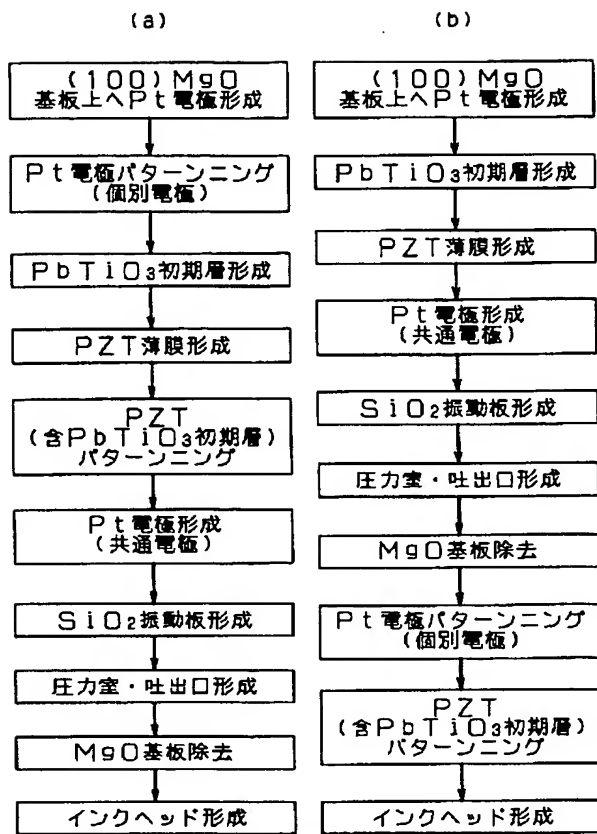 (a)
(100)MgO
基板上へPt電極形成
Pt電極パターンニング
(個別電極)
PbTiO₃初期層形成
PZT薄膜形成
PZT
(含PbTiO₃初期層)
パターンニング
Pt電極形成
(共通電極)
SiO₂振動板形成
圧力室・吐出口形成
MgO基板除去
インクヘッド形成
(b)
(100)MgO
基板上へPt電極形成
PbTiO₃初期層形成
PZT薄膜形成
Pt電極形成
(共通電極)
SiO₂振動板形成
圧力室・吐出口形成
MgO基板除去
Pt電極パターンニング
(個別電極)
PZT
(含PbTiO₃初期層)
パターンニング
インクヘッド形成